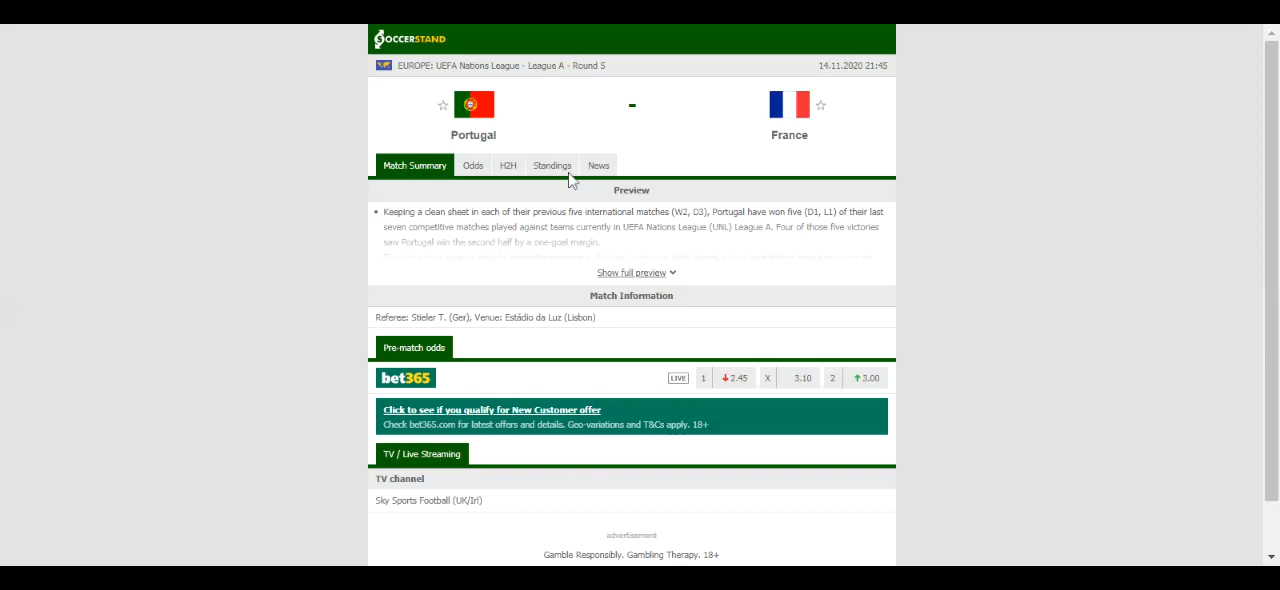 SOCCERSTAND
EUROPE: UEFA Nations League - League A - Round 5 14.11.2020 21:45
-
Portugal France
Match Summary Odds H2H Standings News
Preview
• Keeping a clean sheet in each of their previous five international matches (W2, D3), Portugal have won five (D1, L1) of their last
seven competitive matches played against teams currently in UEFA Nations League (UNL) League A. Four of those five victories
saw Portugal win the second half by a one-goal margin.
Show full preview
Match Information
Referee: Stieler T. (Ger), Venue: Estádio da Luz (Lisbon)
Pre-match odds
bet365 LIVE 1 2.45 X 3.10 2 3.00
Click to see if you qualify for New Customer offer
Check bet365.com for latest offers and details. Geo-variations and T&Cs apply. 18+
TV / Live Streaming
TV channel
Sky Sports Football (UK/Irl)
advertisement
Gamble Responsibly. Gambling Therapy. 18+